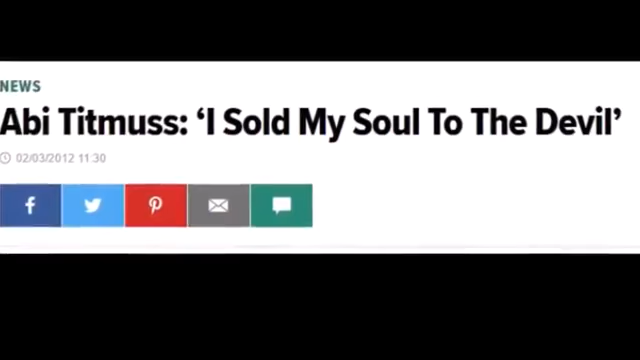 NEWS
Abi Titmuss: ‘I Sold My Soul To The Devil’
02/03/2012 11:30